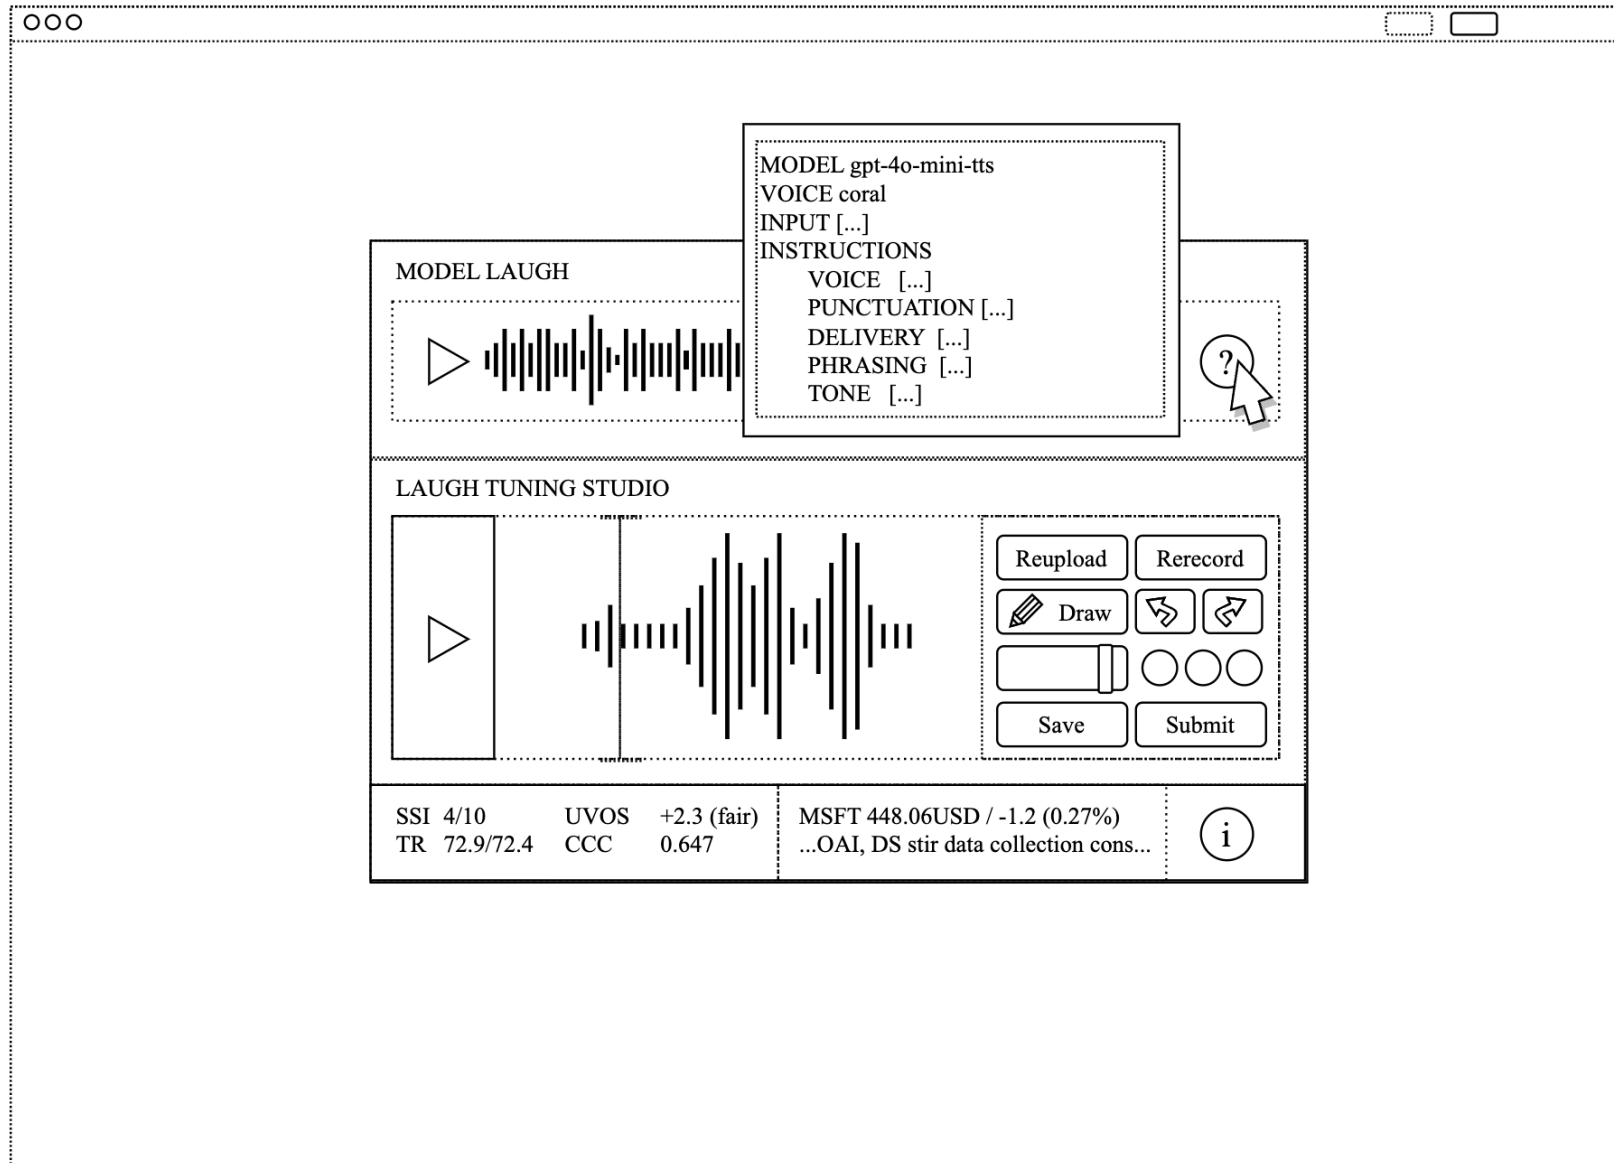 MODEL gpt-4o-mini-tts
VOICE coral
INPUT [...]
INSTRUCTIONS
VOICE [...]
PUNCTUATION [...]
DELIVERY [...]
PHRASING [...]
TONE [...]
MODEL LAUGH
?
LAUGH TUNING STUDIO
Reupload Rerecord
Draw
Save Submit
SSI 4/10 UVOS +2.3 (fair)
TR 72.9/72.4 CCC 0.647
MSFT 448.06USD / -1.2 (0.27%)
...OAI, DS stir data collection cons...
i